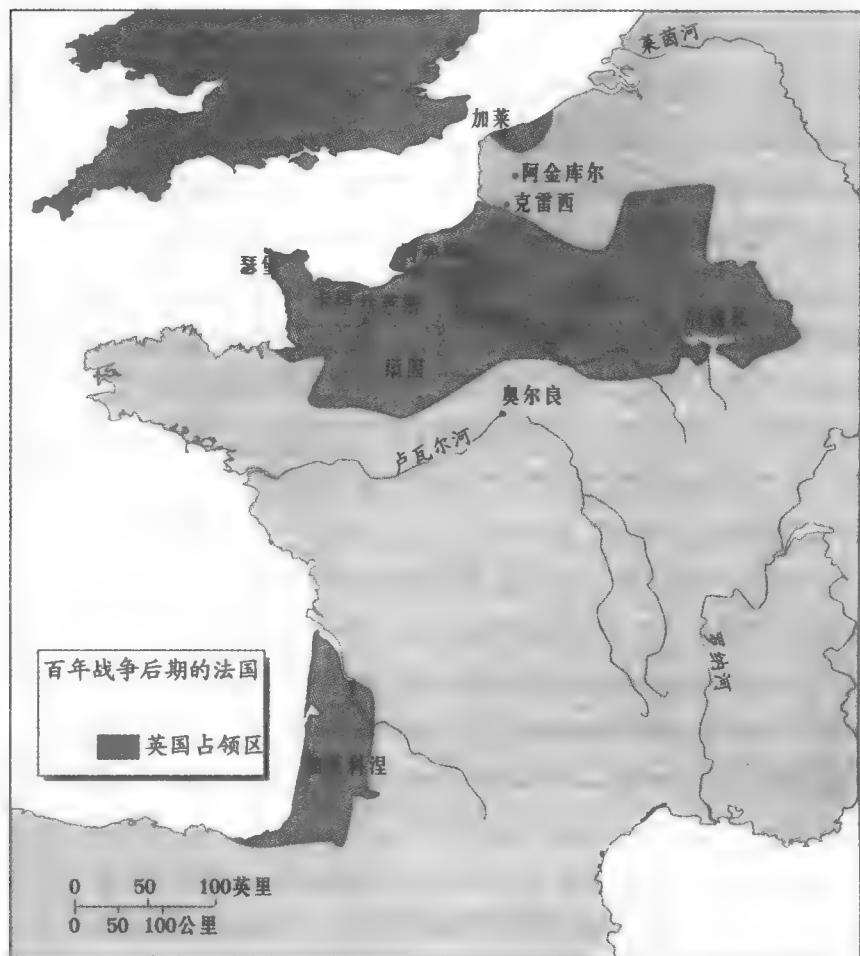 莱茵河
加莱
阿金库尔
克雷西
瑟堡
奥尔良
卢瓦尔河
罗纳河
百年战争后期的法国
英国占领区
科涅
0 50 100英里
0 50 100公里